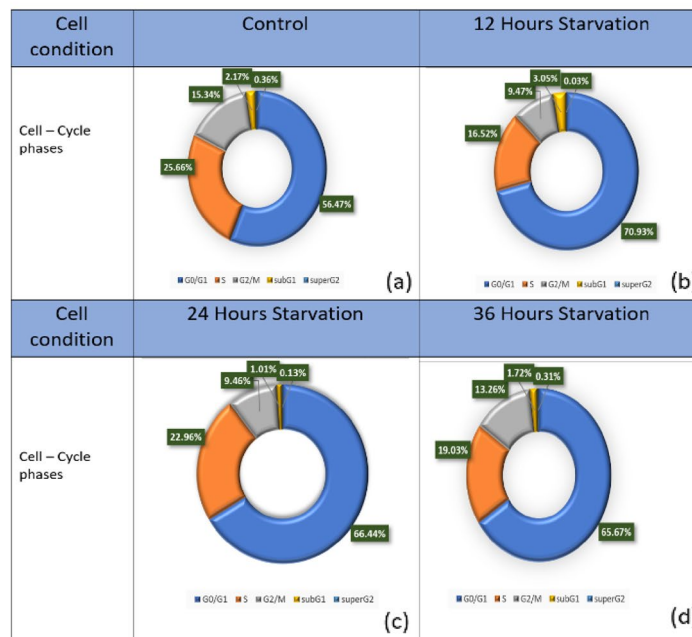 Cell condition
Control
12 Hours Starvation
Cell – Cycle phases
2.17%
0.36%
15.34%
25.66%
56.47%
G0/G1 S G2/M subG1 superG2
(a)
3.05%
0.03%
9.47%
16.52%
70.93%
G0/G1 S G2/M subG1 superG2
(b)
Cell condition
24 Hours Starvation
36 Hours Starvation
Cell – Cycle phases
1.01%
0.13%
9.46%
22.96%
66.44%
G0/G1 S G2/M subG1 superG2
(c)
1.72%
0.31%
13.26%
19.03%
65.67%
G0/G1 S G2/M subG1 superG2
(d